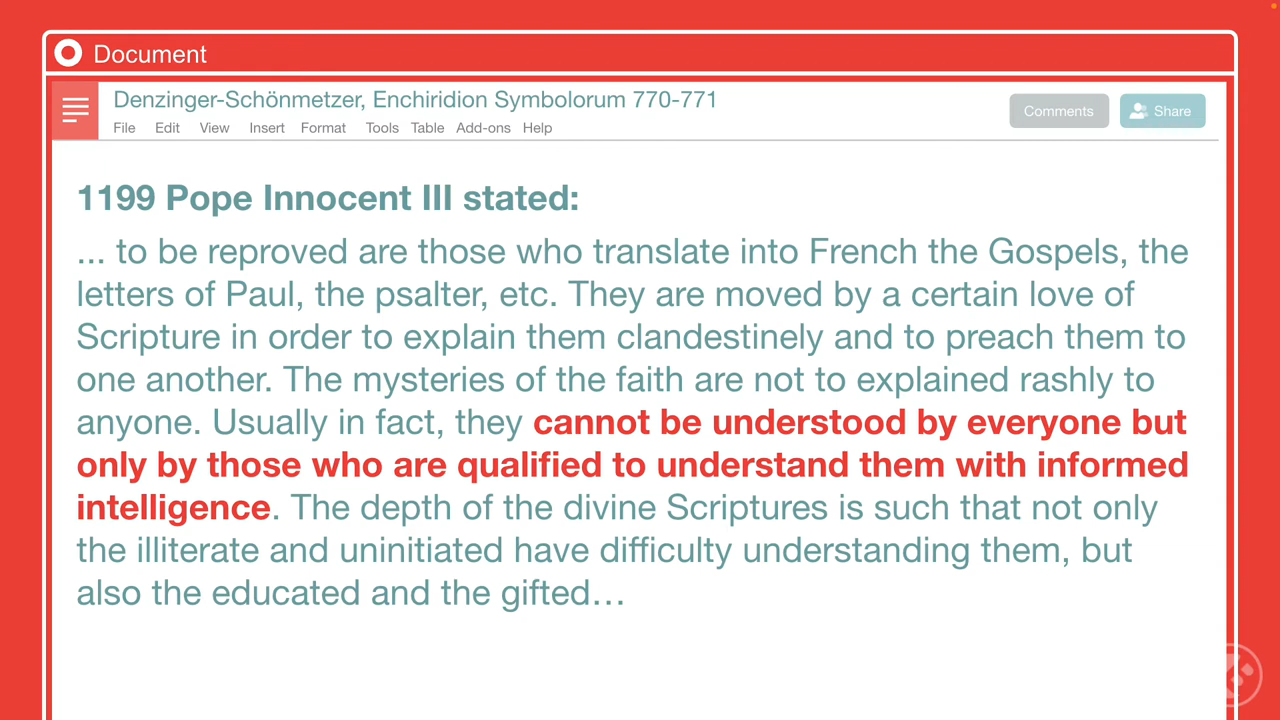 Document
Denzinger-Schönmetzer, Enchiridion Symbolorum 770-771
File Edit View Insert Format Tools Table Add-ons Help
Comments
Share
1199 Pope Innocent III stated:
... to be reproved are those who translate into French the Gospels, the
letters of Paul, the psalter, etc. They are moved by a certain love of
Scripture in order to explain them clandestinely and to preach them to
one another. The mysteries of the faith are not to explained rashly to
anyone. Usually in fact, they cannot be understood by everyone but
only by those who are qualified to understand them with informed
intelligence. The depth of the divine Scriptures is such that not only
the illiterate and uninitiated have difficulty understanding them, but
also the educated and the gifted…